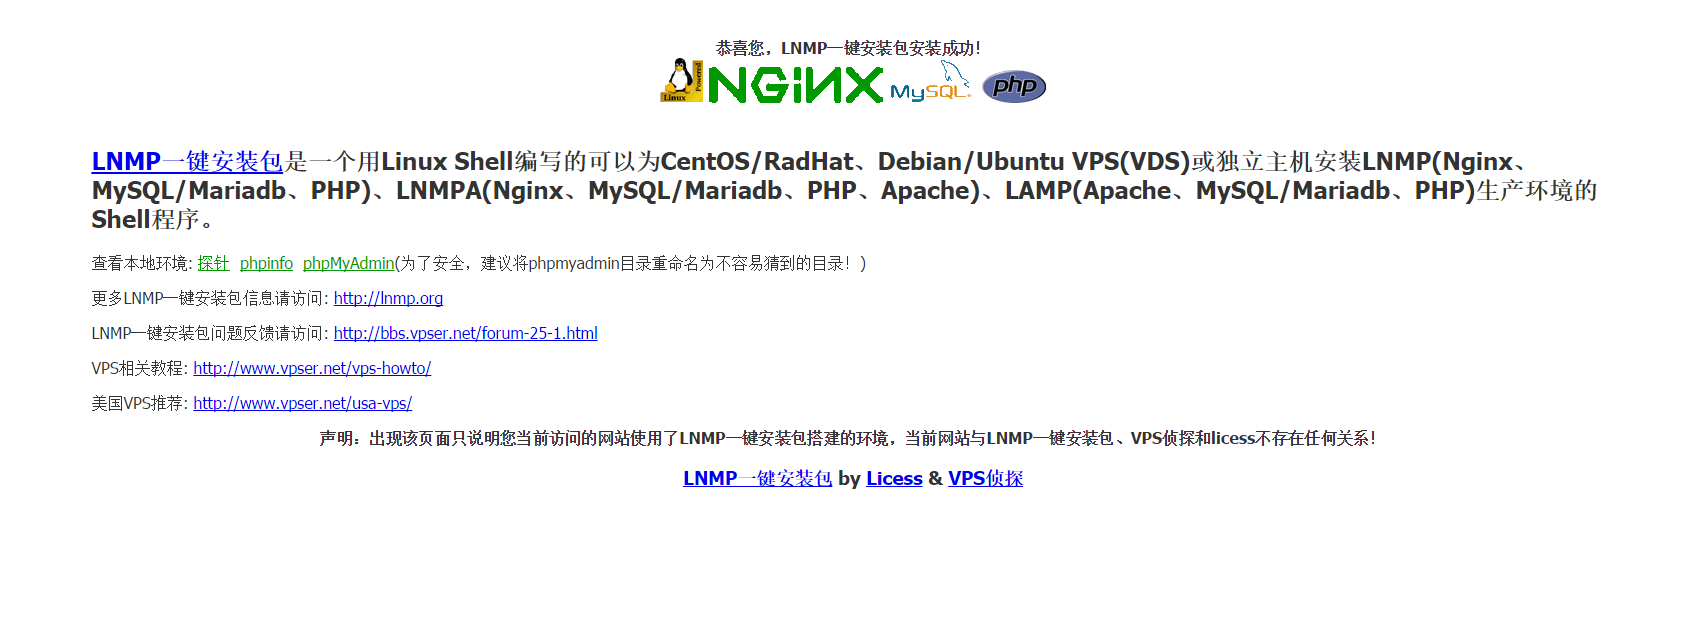 恭喜您，LNMP一键安装包安装成功！
Linux Powered NGiNX MySQL php
LNMP一键安装包是一个用Linux Shell编写的可以为CentOS/RadHat、Debian/Ubuntu VPS(VDS)或独立主机安装LNMP(Nginx、
MySQL/Mariadb、PHP)、LNMPA(Nginx、MySQL/Mariadb、PHP、Apache)、LAMP(Apache、MySQL/Mariadb、PHP)生产环境的
Shell程序。
查看本地环境: 探针 phpinfo phpMyAdmin(为了安全，建议将phpmyadmin目录重命名为不容易猜到的目录！)
更多LNMP一键安装包信息请访问: http://lnmp.org
LNMP一键安装包问题反馈请访问: http://bbs.vpser.net/forum-25-1.html
VPS相关教程: http://www.vpser.net/vps-howto/
美国VPS推荐: http://www.vpser.net/usa-vps/
声明：出现该页面只说明您当前访问的网站使用了LNMP一键安装包搭建的环境，当前网站与LNMP一键安装包、VPS侦探和licess不存在任何关系！
LNMP一键安装包 by Licess & VPS侦探